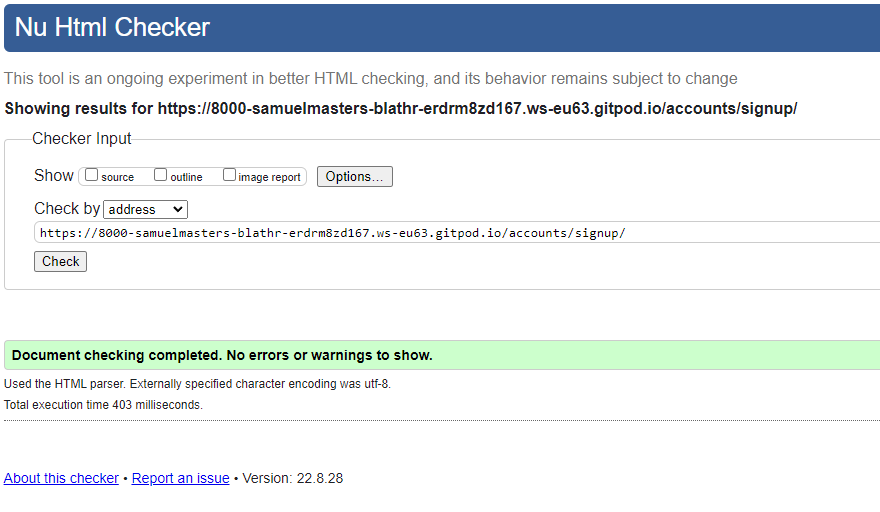 Nu Html Checker
This tool is an ongoing experiment in better HTML checking, and its behavior remains subject to change
Showing results for https://8000-samuelmasters-blathr-erdrm8zd167.ws-eu63.gitpod.io/accounts/signup/
Checker Input
Show source outline image report Options...
Check by address
https://8000-samuelmasters-blathr-erdrm8zd167.ws-eu63.gitpod.io/accounts/signup/
Check
Document checking completed. No errors or warnings to show.
Used the HTML parser. Externally specified character encoding was utf-8.
Total execution time 403 milliseconds.
About this checker • Report an issue • Version: 22.8.28